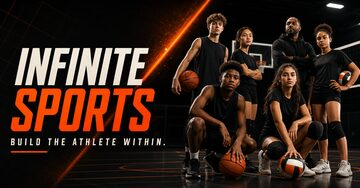 INFINITE
SPORTS
BUILD THE ATHLETE WITHIN.